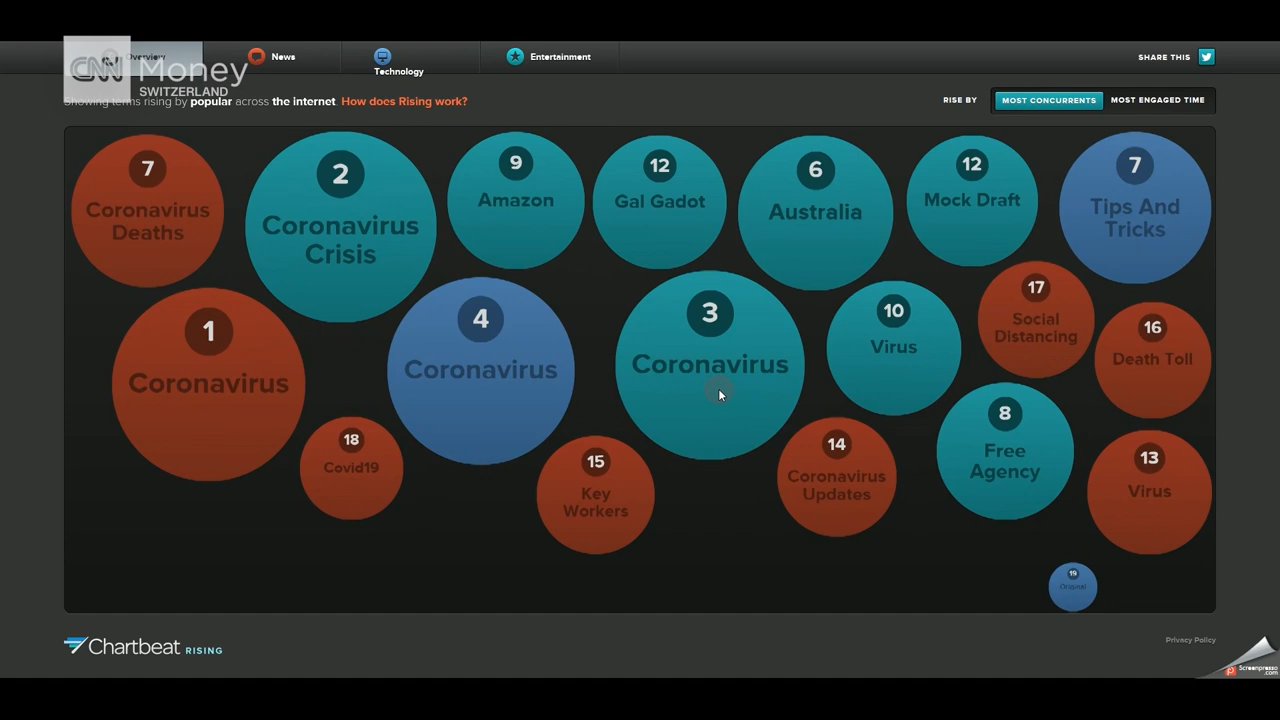 CNN Money
SWITZERLAND
Overview
News
Technology
Entertainment
SHARE THIS
Showing terms rising by popular across the internet. How does Rising work?
RISE BY
MOST CONCURRENTS
MOST ENGAGED TIME
7
Coronavirus
Deaths
2
Coronavirus
Crisis
9
Amazon
12
Gal Gadot
6
Australia
12
Mock Draft
7
Tips And
Tricks
1
Coronavirus
4
Coronavirus
3
Coronavirus
10
Virus
17
Social
Distancing
16
Death Toll
18
Covid19
15
Key
Workers
14
Coronavirus
Updates
8
Free
Agency
13
Virus
19
Original
Chartbeat RISING
Privacy Policy
Screenpresso
.com